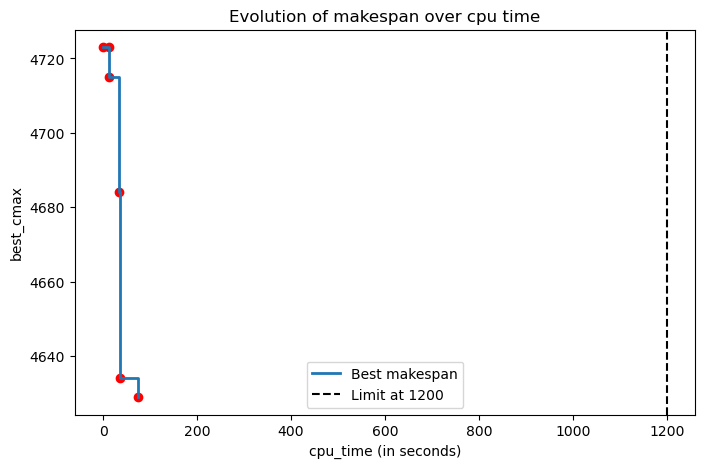 Evolution of makespan over cpu time
best_cmax
4720
4700
4680
4660
4640
Best makespan
Limit at 1200
0
200
400
600
800
1000
1200
cpu_time (in seconds)